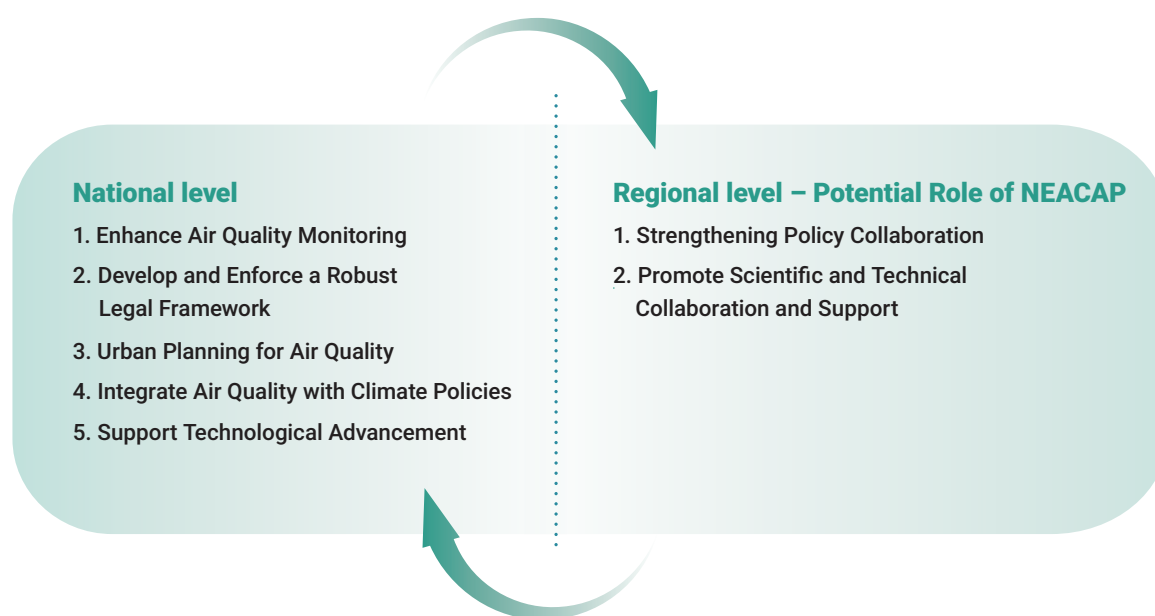 National level
1. Enhance Air Quality Monitoring
2. Develop and Enforce a Robust
Legal Framework
3. Urban Planning for Air Quality
4. Integrate Air Quality with Climate Policies
5. Support Technological Advancement
Regional level – Potential Role of NEACAP
1. Strengthening Policy Collaboration
2. Promote Scientific and Technical
Collaboration and Support